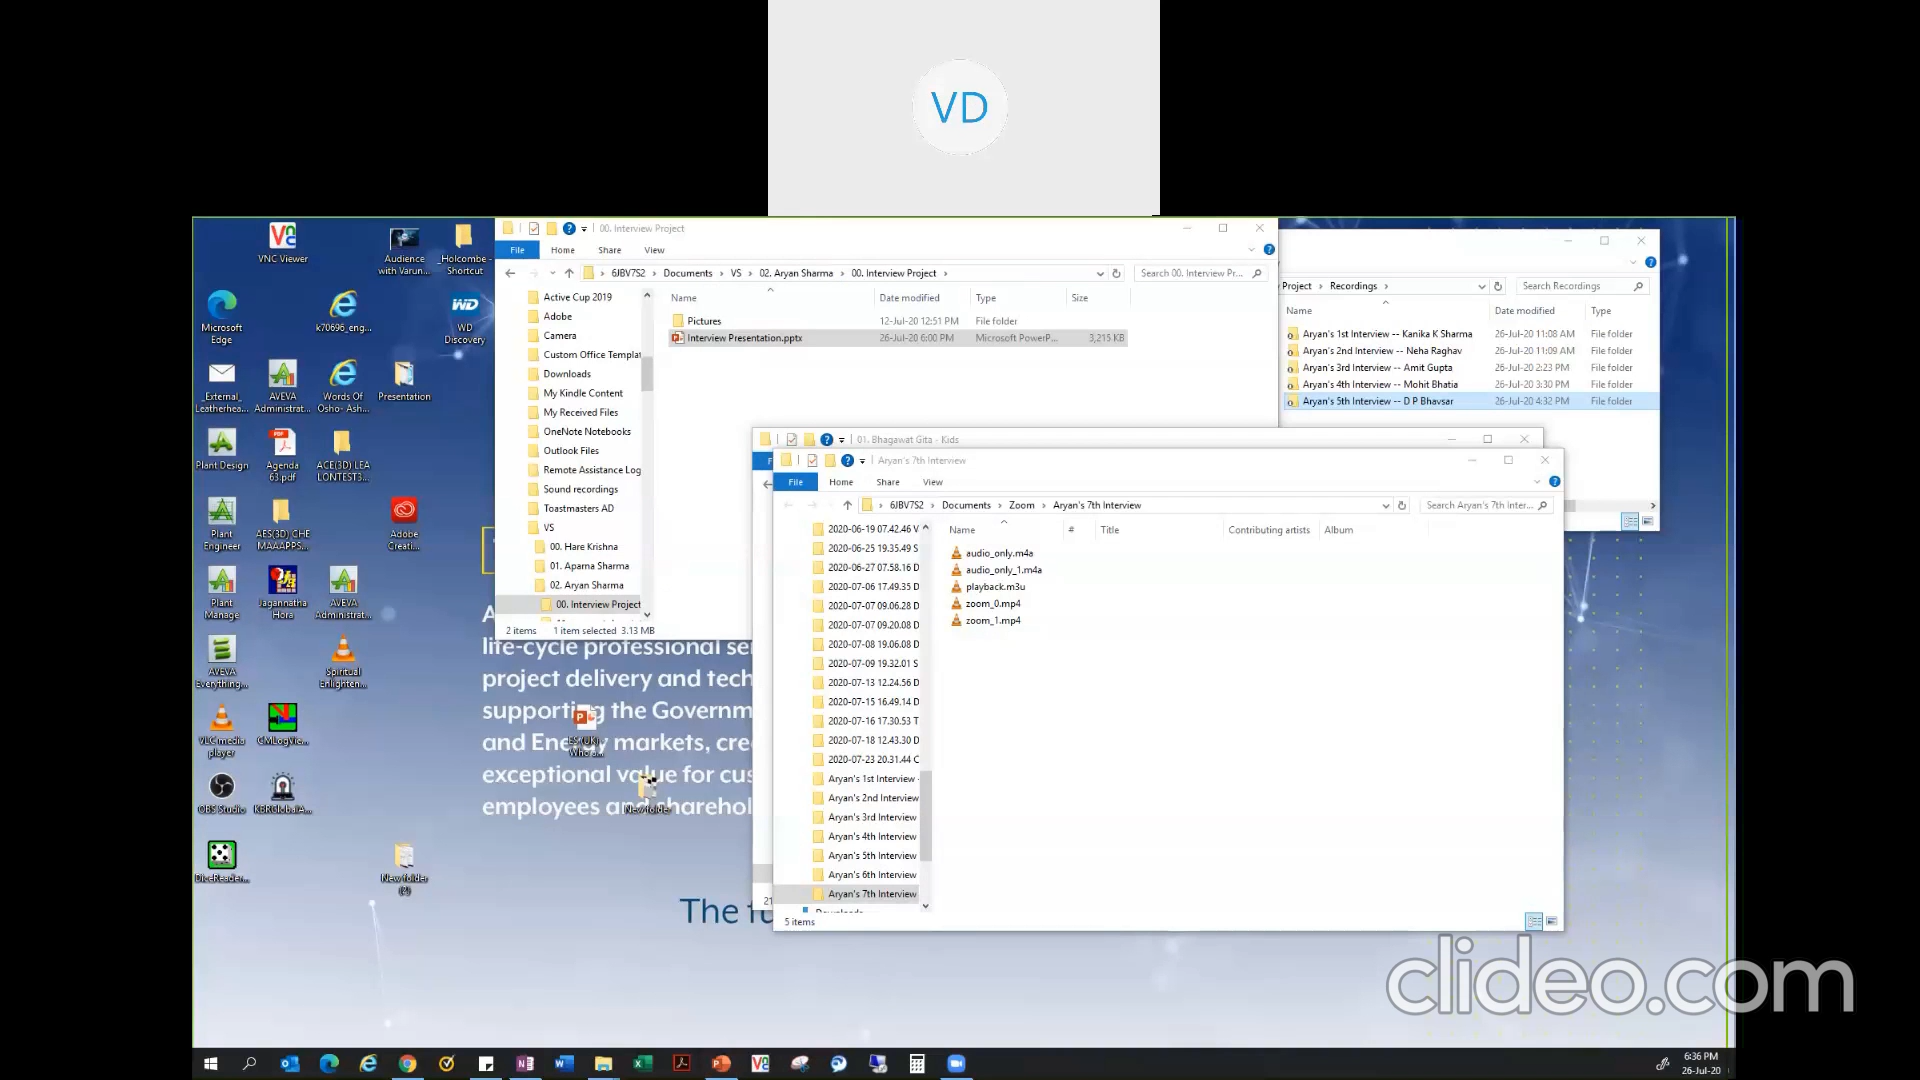 VD
VNC Viewer
Audience
with Varun...
_Holcombe -
Shortcut
Microsoft
Edge
k70696_eng...
WD
WD
Discovery
_External_
Leatherhea...
AVEVA
Administrat...
Words Of
Osho- Ash...
Presentation
Plant Design
Agenda
63.pdf
ACE(3D) LEA
LONTEST3...
Plant
Engineer
AES(3D) CHE
MAAAPPS...
Adobe
Creati...
Plant
Manage
Jagannatha
Hora
AVEVA
Administrat...
AVEVA
Everything...
Spiritual
Enlighten...
VLC media
player
CMLogVie...
OBS Studio
KBRGlobalA...
DiceReader...
New folder
(2)
New folder
00. Interview Project
File
Home
Share
View
6JBV7S2
Documents
VS
02. Aryan Sharma
00. Interview Project
Search 00. Interview Pr...
Active Cup 2019
Adobe
Camera
Custom Office Templat
Downloads
My Kindle Content
My Received Files
OneNote Notebooks
Outlook Files
Remote Assistance Log
Sound recordings
Toastmasters AD
VS
00. Hare Krishna
01. Aparna Sharma
02. Aryan Sharma
00. Interview Project
Name Date modified Type Size
Pictures 12-Jul-20 12:51 PM File folder
Interview Presentation.pptx 26-Jul-20 6:00 PM Microsoft PowerP... 3,215 KB
2 items 1 item selected 3.13 MB
Project
Recordings
Search Recordings
Name Date modified Type
Aryan's 1st Interview -- Kanika K Sharma 26-Jul-20 11:08 AM File folder
Aryan's 2nd Interview -- Neha Raghav 26-Jul-20 11:09 AM File folder
Aryan's 3rd Interview -- Amit Gupta 26-Jul-20 2:23 PM File folder
Aryan's 4th Interview -- Mohit Bhatia 26-Jul-20 3:30 PM File folder
Aryan's 5th Interview -- D P Bhavsar 26-Jul-20 4:32 PM File folder
01. Bhagawat Gita - Kids
F
21
Aryan's 7th Interview
File
Home
Share
View
6JBV7S2
Documents
Zoom
Aryan's 7th Interview
Search Aryan's 7th Inter...
2020-06-19 07.42.46 V
2020-06-25 19.35.49 S
2020-06-27 07.58.16 D
2020-07-06 17.49.35 D
2020-07-07 09.06.28 D
2020-07-07 09.20.08 D
2020-07-08 19.06.08 D
2020-07-09 19.32.01 S
2020-07-13 12.24.56 D
2020-07-15 16.49.14 D
2020-07-16 17.30.53 T
2020-07-18 12.43.30 D
2020-07-23 20.31.44 C
Aryan's 1st Interview -
Aryan's 2nd Interview
Aryan's 3rd Interview
Aryan's 4th Interview
Aryan's 5th Interview
Aryan's 6th Interview
Aryan's 7th Interview
Downloads
Name # Title Contributing artists Album
audio_only.m4a
audio_only_1.m4a
playback.m3u
zoom_0.mp4
zoom_1.mp4
5 items
A
life-cycle professional se
project delivery and tech
supporting the Governm
and Energy markets, cre
exceptional value for cus
employees and sharehol
The fu
clideo.com
6:36 PM
26-Jul-20